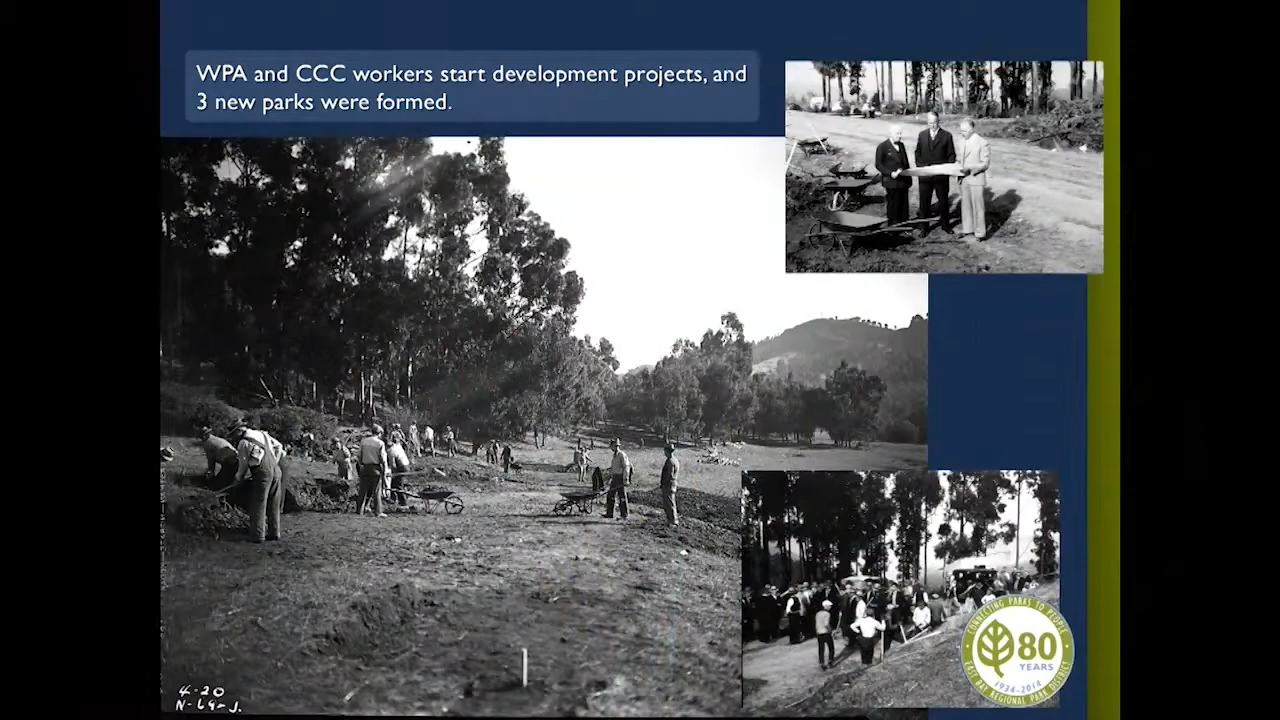 WPA and CCC workers start development projects, and
3 new parks were formed.
4-20
N-69-J.
CONNECTING PARKS TO PEOPLE
80
YEARS
1934-2014
EAST BAY REGIONAL PARK DISTRICT